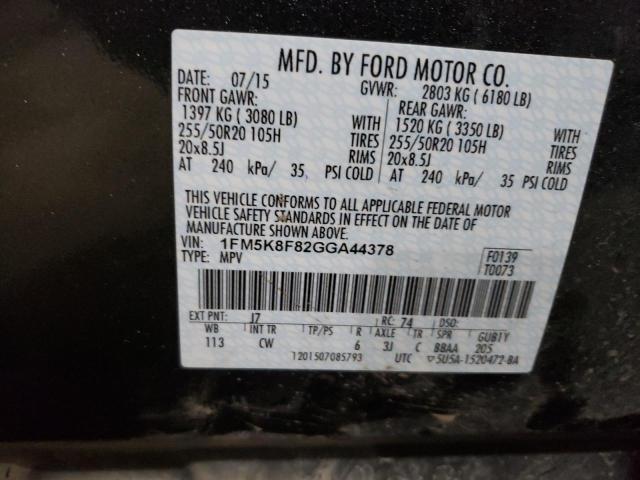 MFD. BY FORD MOTOR CO.
DATE: 07/15 GVWR: 2803 KG ( 6180 LB)
FRONT GAWR: REAR GAWR:
1397 KG ( 3080 LB) WITH 1520 KG ( 3350 LB) WITH
255/50R20 105H TIRES 255/50R20 105H TIRES
20x8.5J RIMS 20x8.5J RIMS
AT 240 kPa/ 35 PSI COLD AT 240 kPa/ 35 PSI COLD
THIS VEHICLE CONFORMS TO ALL APPLICABLE FEDERAL MOTOR
VEHICLE SAFETY STANDARDS IN EFFECT ON THE DATE OF
MANUFACTURE SHOWN ABOVE.
VIN: 1FM5K8F82GGA44378 F0139
TYPE: MPV T0073
EXT PNT: J7 RC: 74 DSO:
WB INT TR TP/PS R AXLE TR SPR GUB1Y
113 CW 6 3J C BBAA 205
1201507085793 UTC ▽5U5A-1520472-BA